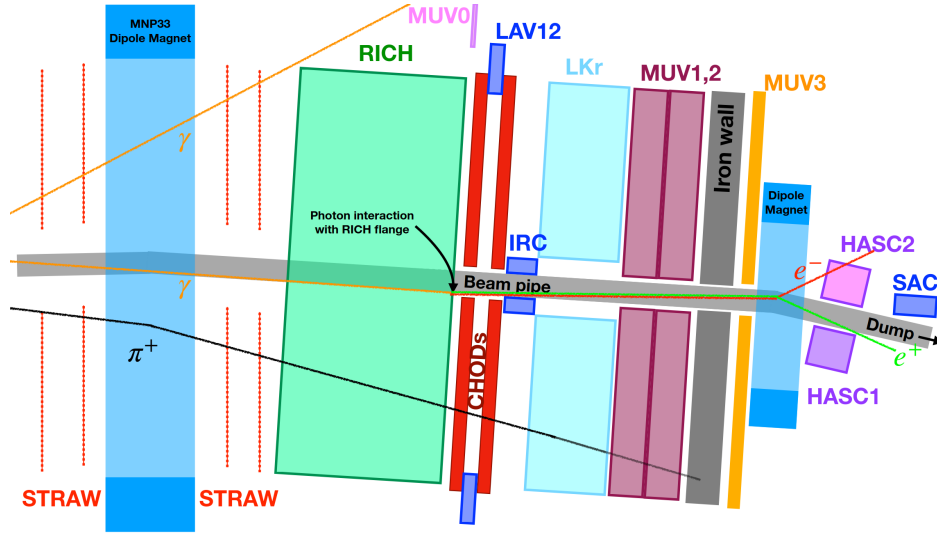 MNP33
Dipole Magnet
MUV0
LAV12
RICH
LKr
MUV1,2
MUV3
γ
Iron wall
Dipole
Magnet
Photon interaction
with RICH flange
IRC
HASC2
e⁻
SAC
γ
Beam pipe
Dump
π⁺
e⁺
CHODs
HASC1
STRAW
STRAW